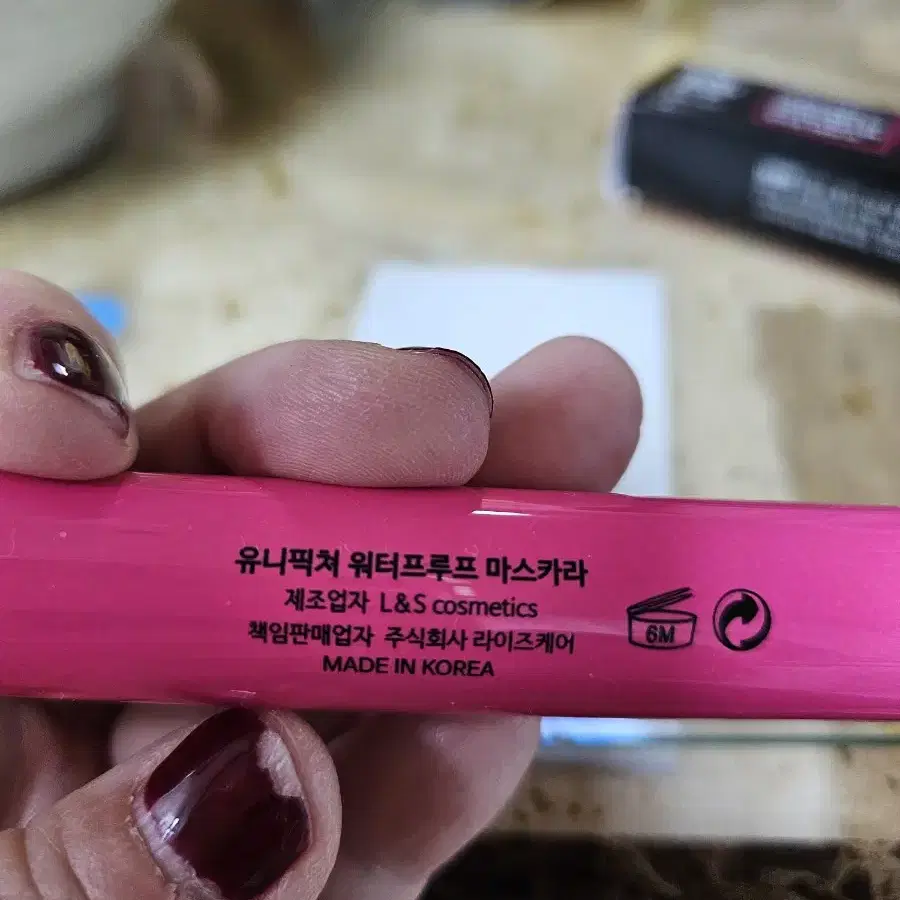 유니픽쳐 워터프루프 마스카라
제조업자 L&S cosmetics
책임판매업자 주식회사 라이즈케어
MADE IN KOREA
6M